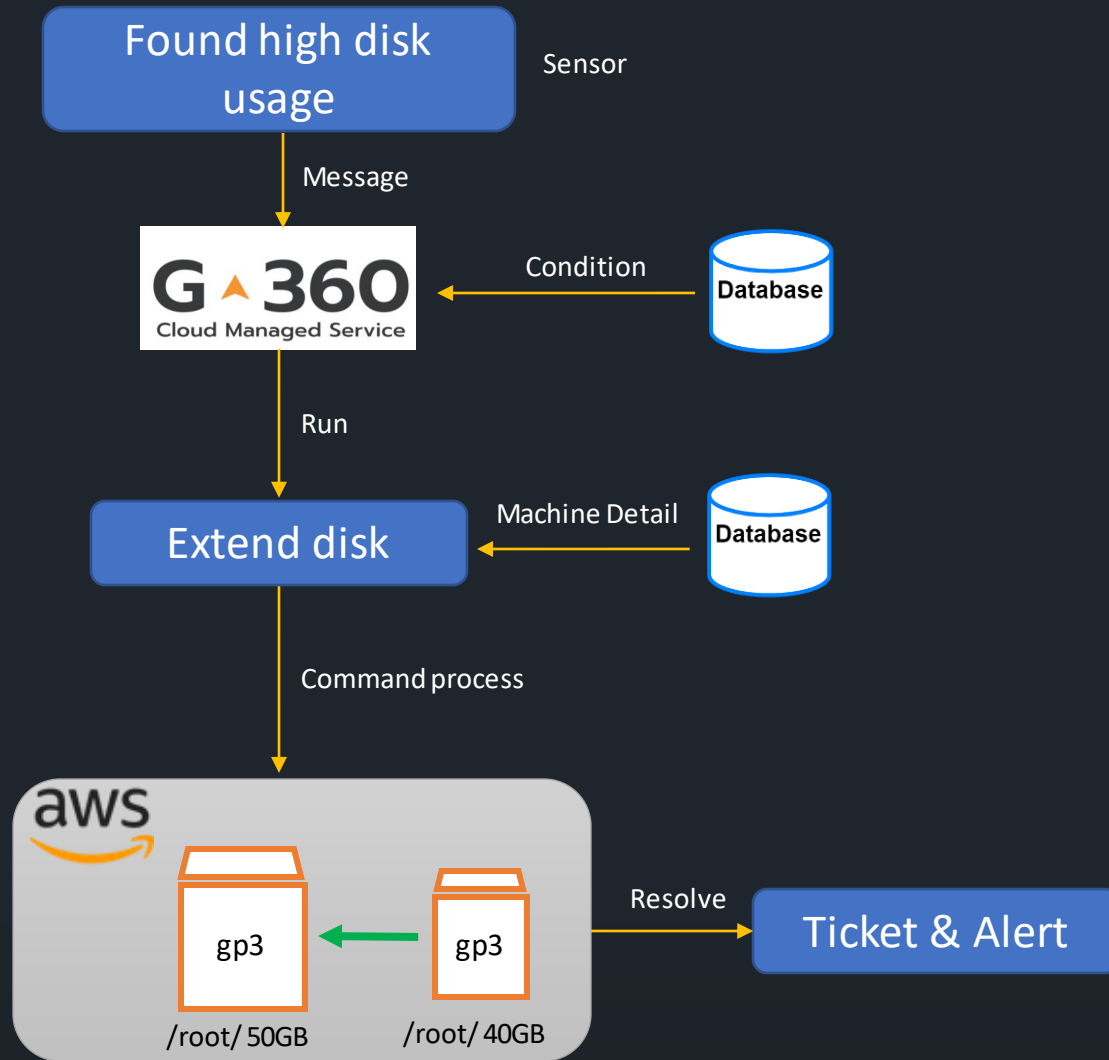 Found high disk
usage
Sensor
Message
G 360
Cloud Managed Service
Condition
Database
Run
Extend disk
Machine Detail
Database
Command process
aws
gp3
gp3
/root/ 50GB
/root/ 40GB
Resolve
Ticket & Alert